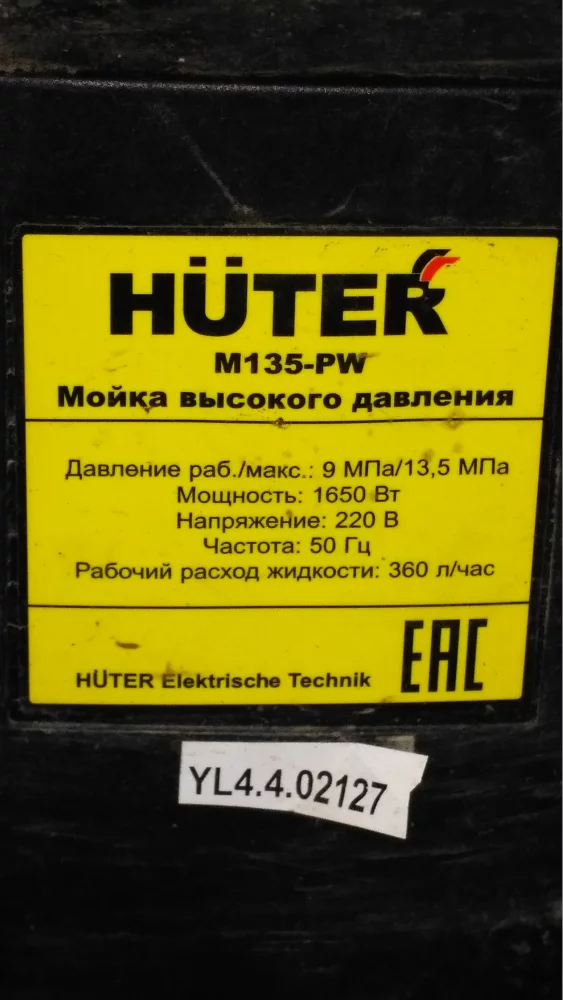 HÜTER
M135-PW
Мойка высокого давления
Давление раб./макс.: 9 МПа/13,5 МПа
Мощность: 1650 Вт
Напряжение: 220 В
Частота: 50 Гц
Рабочий расход жидкости: 360 л/час
HÜTER Elektrische Technik
EAC
YL4.4.02127